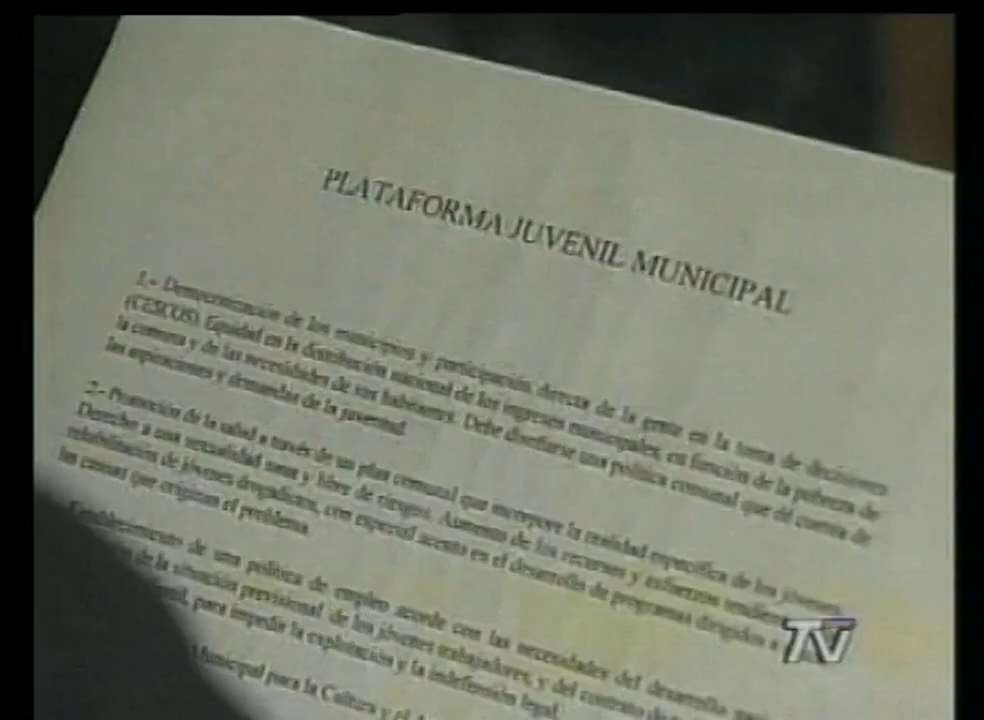 PLATAFORMA JUVENIL MUNICIPAL
1.- Democratización de los municipios y participación directa de la gente en la toma de decisiones
(CESCOS). Equidad en la distribución nacional de los ingresos municipales, en función de la pobreza de
la comuna y de las necesidades de sus habitantes. Debe diseñarse una política comunal que dé cuenta de
las aspiraciones y demandas de la juventud.
2.- Promoción de la salud a través de un plan comunal que incorpore la realidad específica de los jóvenes.
Derecho a una sexualidad sana y libre de riesgos. Aumento de los recursos y esfuerzos
rehabilitación de jóvenes drogadictos, con especial acento en el desarrollo de programas dirigidos a
las causas que originan el problema.
Establecimiento de una política de empleo acorde con las necesidades del desarrollo
de la situación previsional de los jóvenes trabajadores, y del contrato
para impedir la explotación y la indefensión legal.
Municipal para la Cultura y el
TV